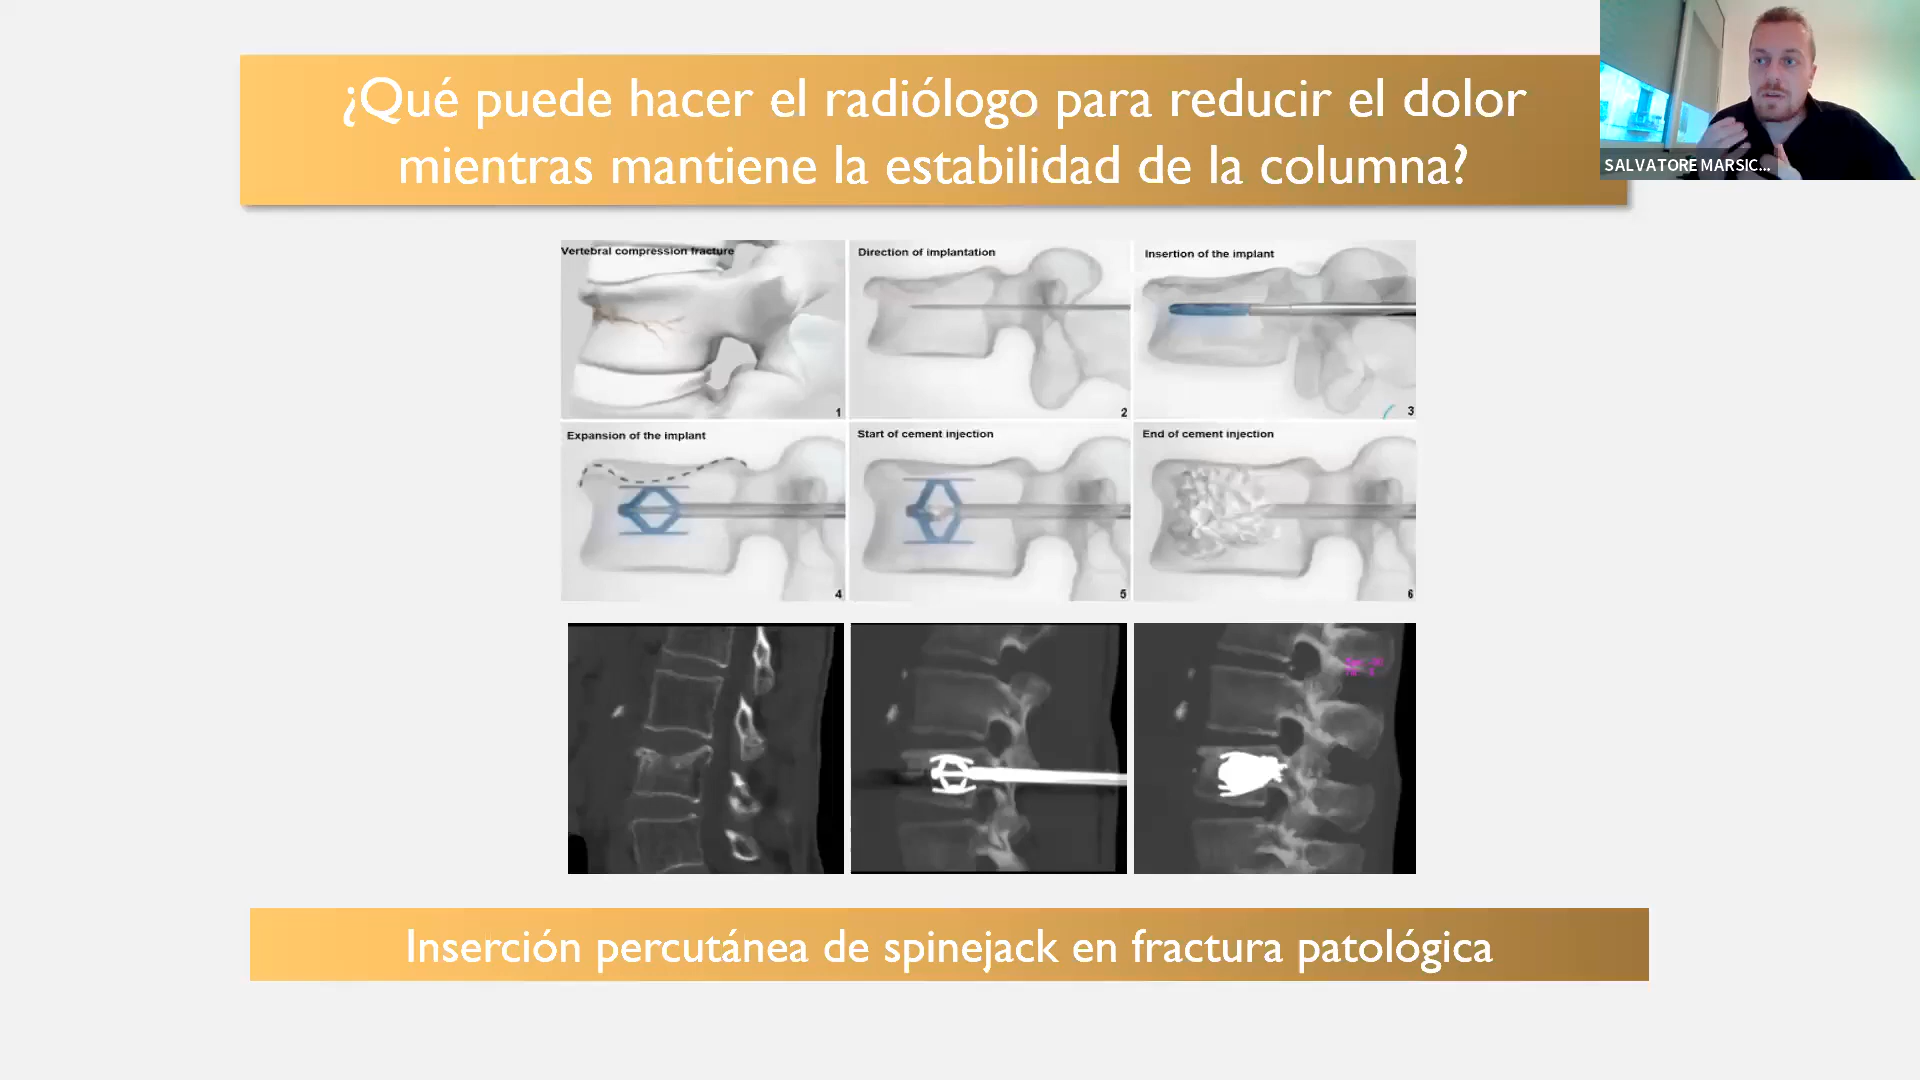 ¿Qué puede hacer el radiólogo para reducir el dolor
mientras mantiene la estabilidad de la columna?
SALVATORE MARSIC...
Vertebral compression fracture
1
Direction of implantation
2
Insertion of the implant
3
Expansion of the implant
4
Start of cement injection
5
End of cement injection
6
Inserción percutánea de spinejack en fractura patológica